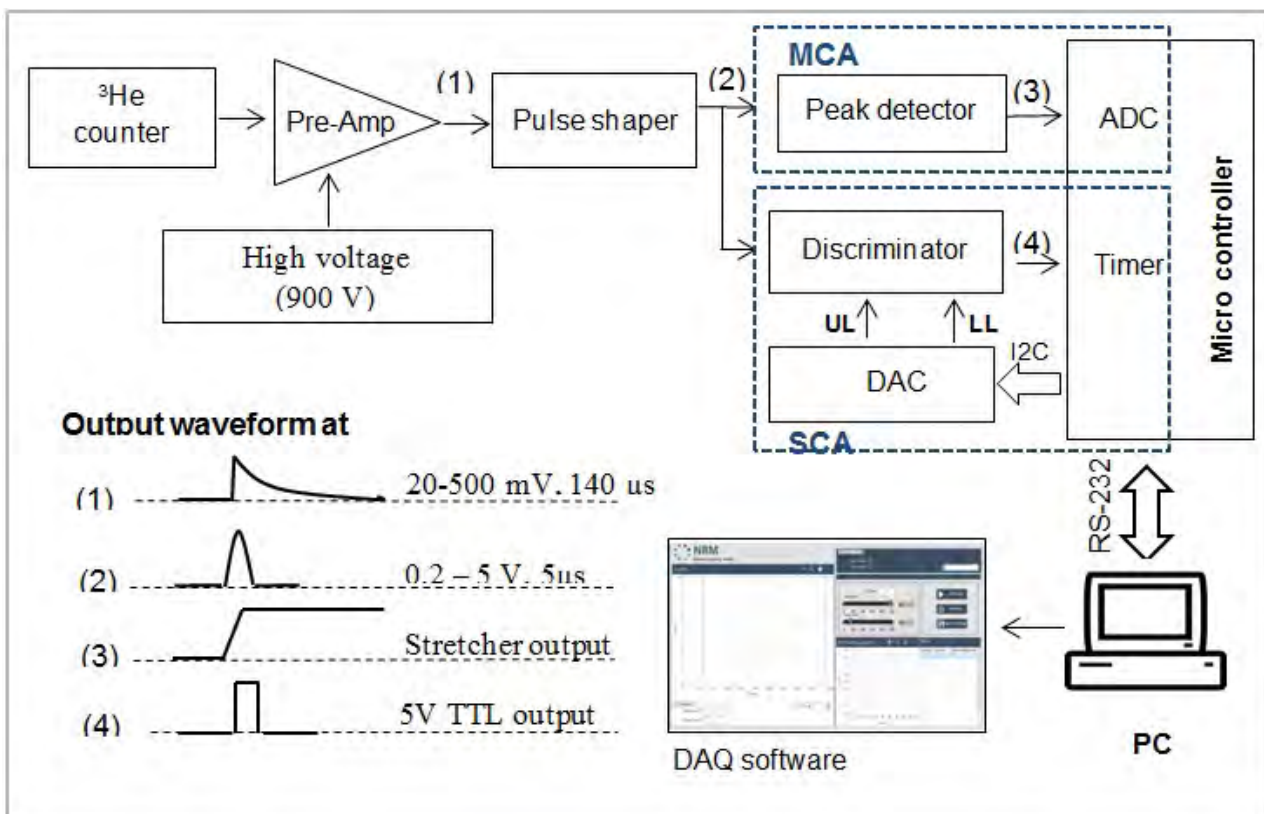 ³He
counter
Pre-Amp
(1)
Pulse shaper
(2)
MCA
Peak detector
(3)
ADC
High voltage
(900 V)
Discriminator
(4)
Timer
Micro controller
UL
LL
DAC
I2C
SCA
RS-232
Output waveform at
(1)
20-500 mV, 140 us
(2)
0.2 – 5 V, 5us
(3)
Stretcher output
(4)
5V TTL output
NRM
DAQ software
PC